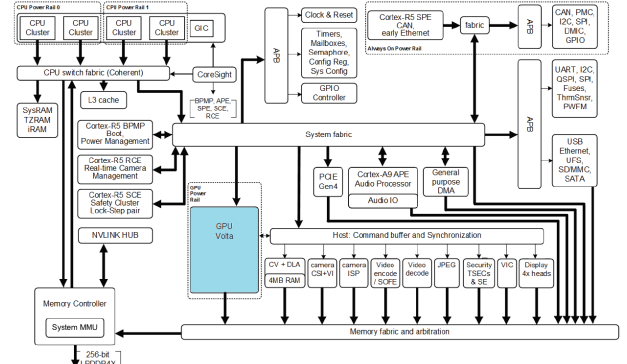 CPU Power Rail 0
CPU Power Rail 1
CPU
Cluster
CPU
Cluster
CPU
Cluster
CPU
Cluster
GIC
CPU switch fabric (Coherent)
CoreSight
L3 cache
BPMP, APE,
SPE, SCE,
RCE
SysRAM
TZRAM
iRAM
APB
Clock & Reset
Timers,
Mailboxes,
Semaphore,
Config Reg,
Sys Config
GPIO
Controller
Cortex-R5 SPE
CAN,
early Ethernet
fabric
APB
CAN, PMC,
I2C, SPI,
DMIC,
GPIO
Always On Power Rail
APB
UART, I2C,
QSPI, SPI,
Fuses,
ThrmSnsr,
PWFM
USB
Ethernet,
UFS,
SD/MMC,
SATA
Cortex-R5 BPMP
Boot,
Power Management
System fabric
Cortex-R5 RCE
Real-time Camera
Management
Cortex-R5 SCE
Safety Cluster
Lock-Step pair
NVLINK HUB
GPU
Power
Rail
GPU
Volta
PCIE
Gen4
Cortex-A9 APE
Audio Processor
Audio IO
General
purpose
DMA
Host: Command buffer and Synchronization
CV + DLA
4MB RAM
camera
CSI+VI
camera
ISP
Video
encode
/ SOFE
Video
decode
JPEG
Security
TSECs
& SE
VIC
Display
4x heads
Memory Controller
System MMU
Memory fabric and arbitration
256-bit
LPDDR4X